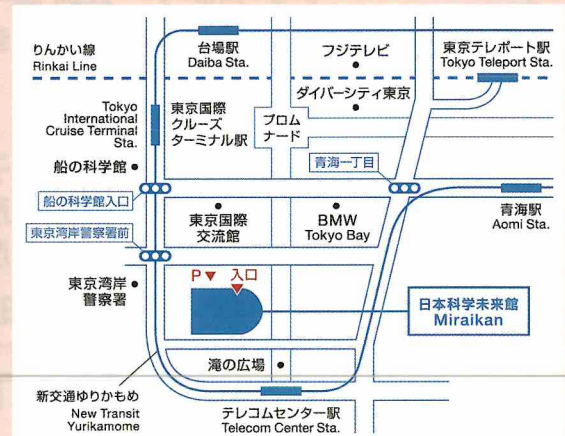 りんかい線
Rinkai Line
台場駅
Daiba Sta.
フジテレビ
東京テレポート駅
Tokyo Teleport Sta.
ダイバーシティ東京
Tokyo
International
Cruise Terminal
Sta.
東京国際
クルーズ
ターミナル駅
プロム
ナード
船の科学館
青海一丁目
船の科学館入口
東京国際
交流館
BMW
Tokyo Bay
青海駅
Aomi Sta.
東京湾岸警察署前
P
入口
東京湾岸
警察署
日本科学未来館
Miraikan
滝の広場
新交通ゆりかもめ
New Transit
Yurikamome
テレコムセンター駅
Telecom Center Sta.